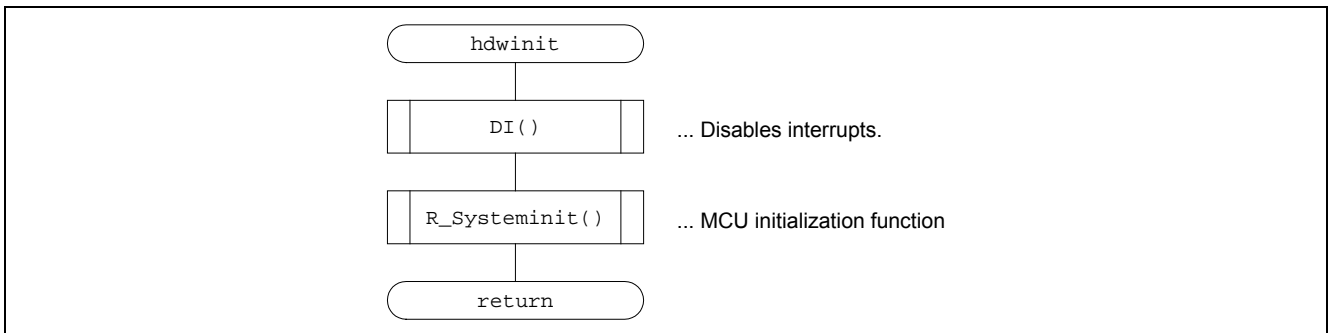 hdwinit
DI() ... Disables interrupts.
R_Systeminit() ... MCU initialization function
return